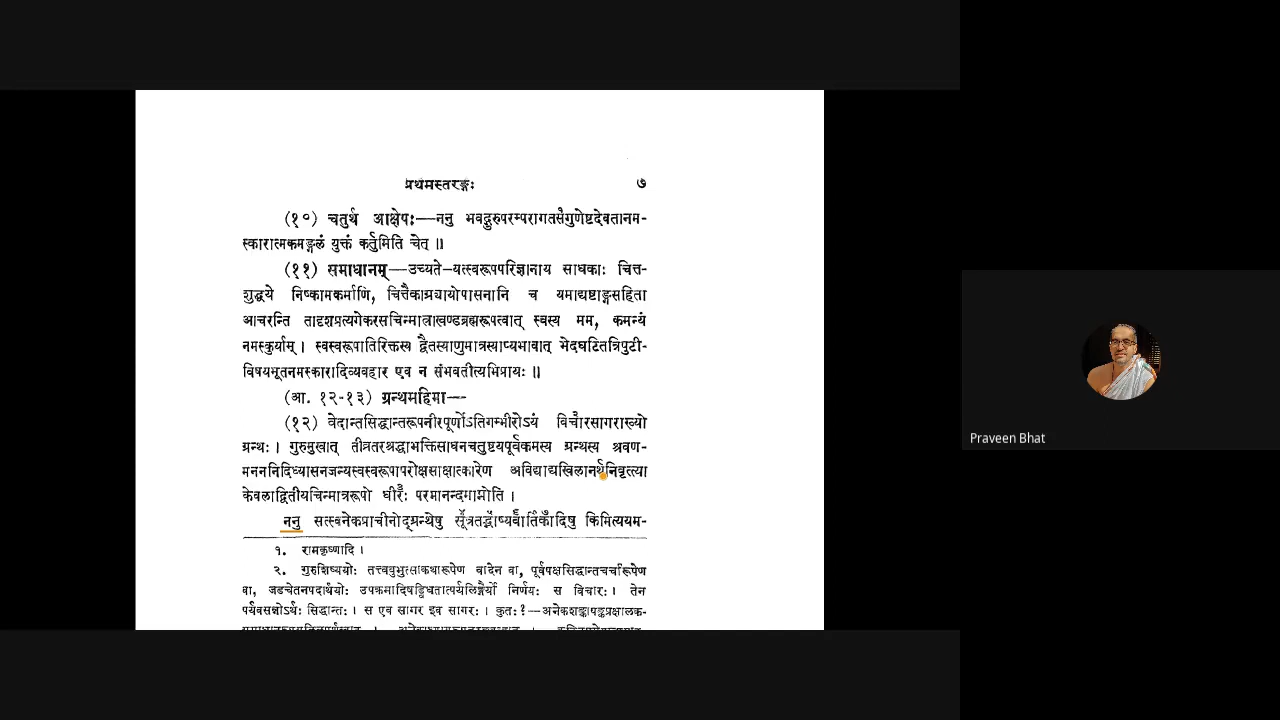 प्रथमस्तरङ्गः ७
(१०) चतुर्थ आक्षेपः—ननु भवद्गुरुपरम्परागतसगुणेष्टदेवतानम-
स्कारात्मकमङ्गलं युक्तं कर्तुमिति चेत् ॥
(११) समाधानम्—उच्यते—यत्स्वरूपपरिज्ञानाय साधकाः चित्त-
शुद्धये निष्कामकर्माणि, चित्तैकाग्र्यायोपासनानि च यमाद्यष्टाङ्गसहिता
आचरन्ति तादृशप्रत्यगेकरसचिन्मात्राखण्डब्रह्मरूपत्वात् स्वस्य मम, कमन्यं
नमस्कुर्याम् । स्वस्वरूपातिरिक्तस्य द्वैतस्याणुमात्रस्याप्यभावात् भेदघटितत्रिपुटी-
विषयभूतनमस्कारादिव्यवहार एव न संभवतीत्यभिप्रायः ॥
(आ. १२-१३) ग्रन्थमहिमा—
(१२) वेदान्तसिद्धान्तरूपनीरपूर्णोऽतिगम्भीरोऽयं विचारसागराख्यो
ग्रन्थः । गुरुमुखात् तीव्रतरश्रद्धाभक्तिसाधनचतुष्टयपूर्वकमस्य ग्रन्थस्य श्रवण-
मनननिदिध्यासनजन्यस्वस्वरूपापरोक्षसाक्षात्कारेण अविद्याद्यखिलानर्थनिवृत्त्या
केवलाद्वितीयचिन्मात्ररूपो धीरः परमानन्दमाप्नोति ।
ननु सत्स्वनेकप्राचीनोद्ग्रन्थेषु सूत्रतद्भाष्यवार्तिकादिषु किमित्ययम-
१. रामकृष्णादि ।
२. गुरुशिष्ययोः तत्त्वबुभुत्साकथारूपेण वादेन वा, पूर्वपक्षसिद्धान्तचर्चारूपेण
वा, जडचेतनपदार्थयोः उपक्रमादिषड्विधतात्पर्यलिङ्गैर्यो निर्णयः स विचारः । तेन
पर्यवसन्नोऽर्थः सिद्धान्तः । स एव सागर इव सागरः । कुतः ?—अनेकशङ्कापङ्कप्रक्षालक-
Praveen Bhat